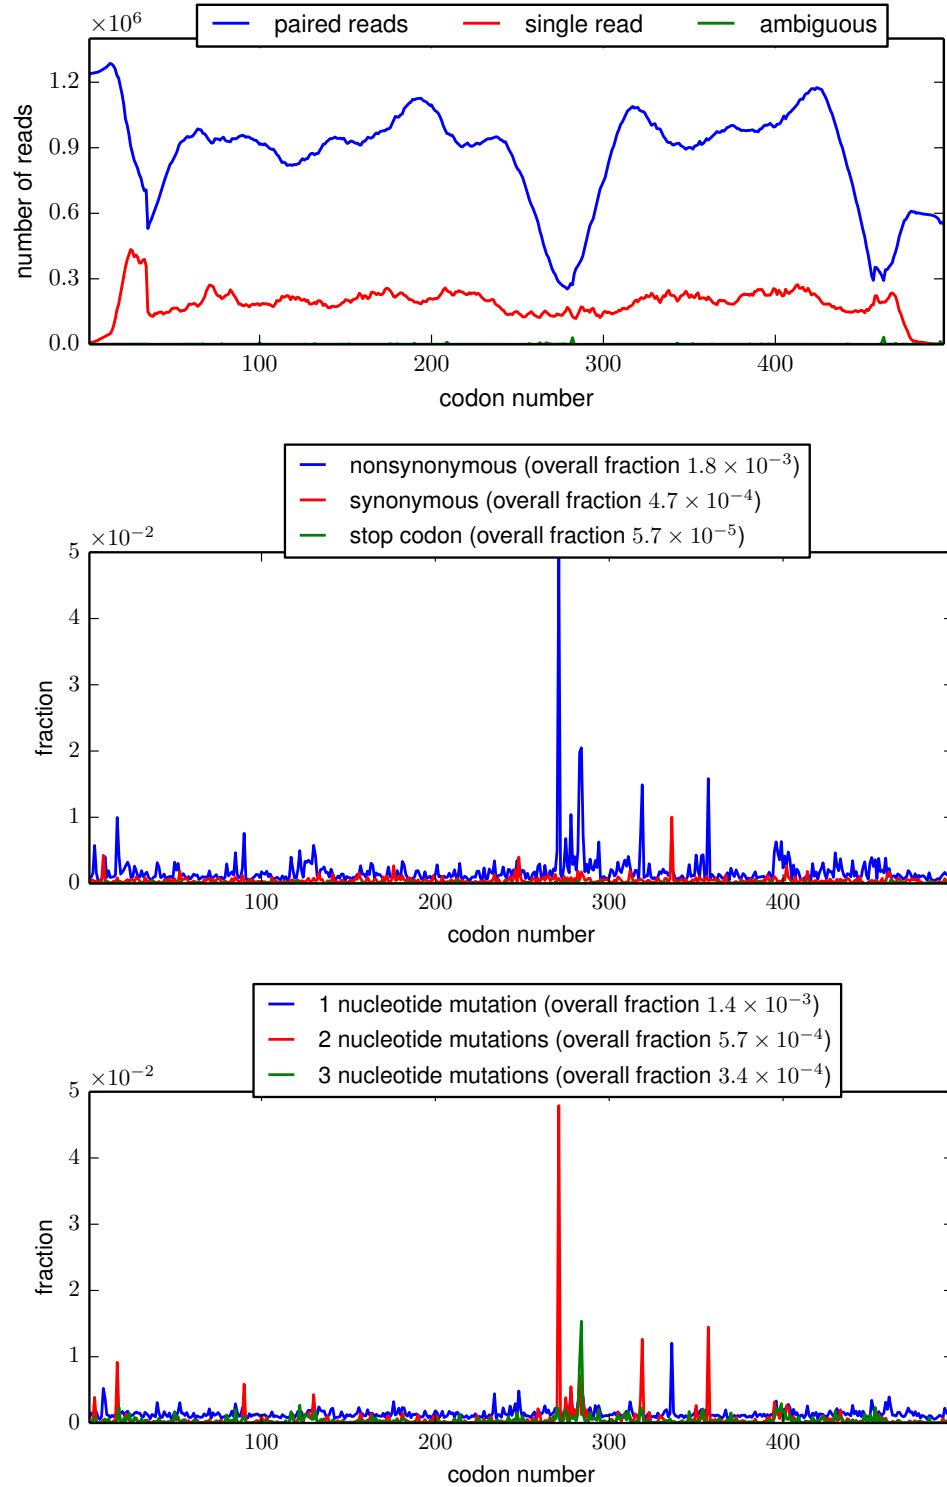 ×10⁶
paired reads single read ambiguous
1.2
0.9
0.6
0.3
0.0
number of reads
100 200 300 400
codon number
nonsynonymous (overall fraction 1.8 × 10⁻³)
synonymous (overall fraction 4.7 × 10⁻⁴)
stop codon (overall fraction 5.7 × 10⁻⁵)
×10⁻²
5
4
3
2
1
0
fraction
100 200 300 400
codon number
1 nucleotide mutation (overall fraction 1.4 × 10⁻³)
2 nucleotide mutations (overall fraction 5.7 × 10⁻⁴)
3 nucleotide mutations (overall fraction 3.4 × 10⁻⁴)
×10⁻²
5
4
3
2
1
0
fraction
100 200 300 400
codon number